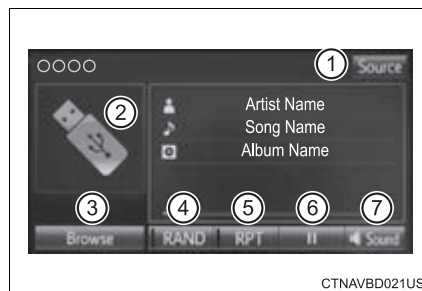 OOOO
1
Source
2
Artist Name
Song Name
Album Name
3
4
5
6
7
Browse
RAND
RPT
Sound
CTNAVBD021US